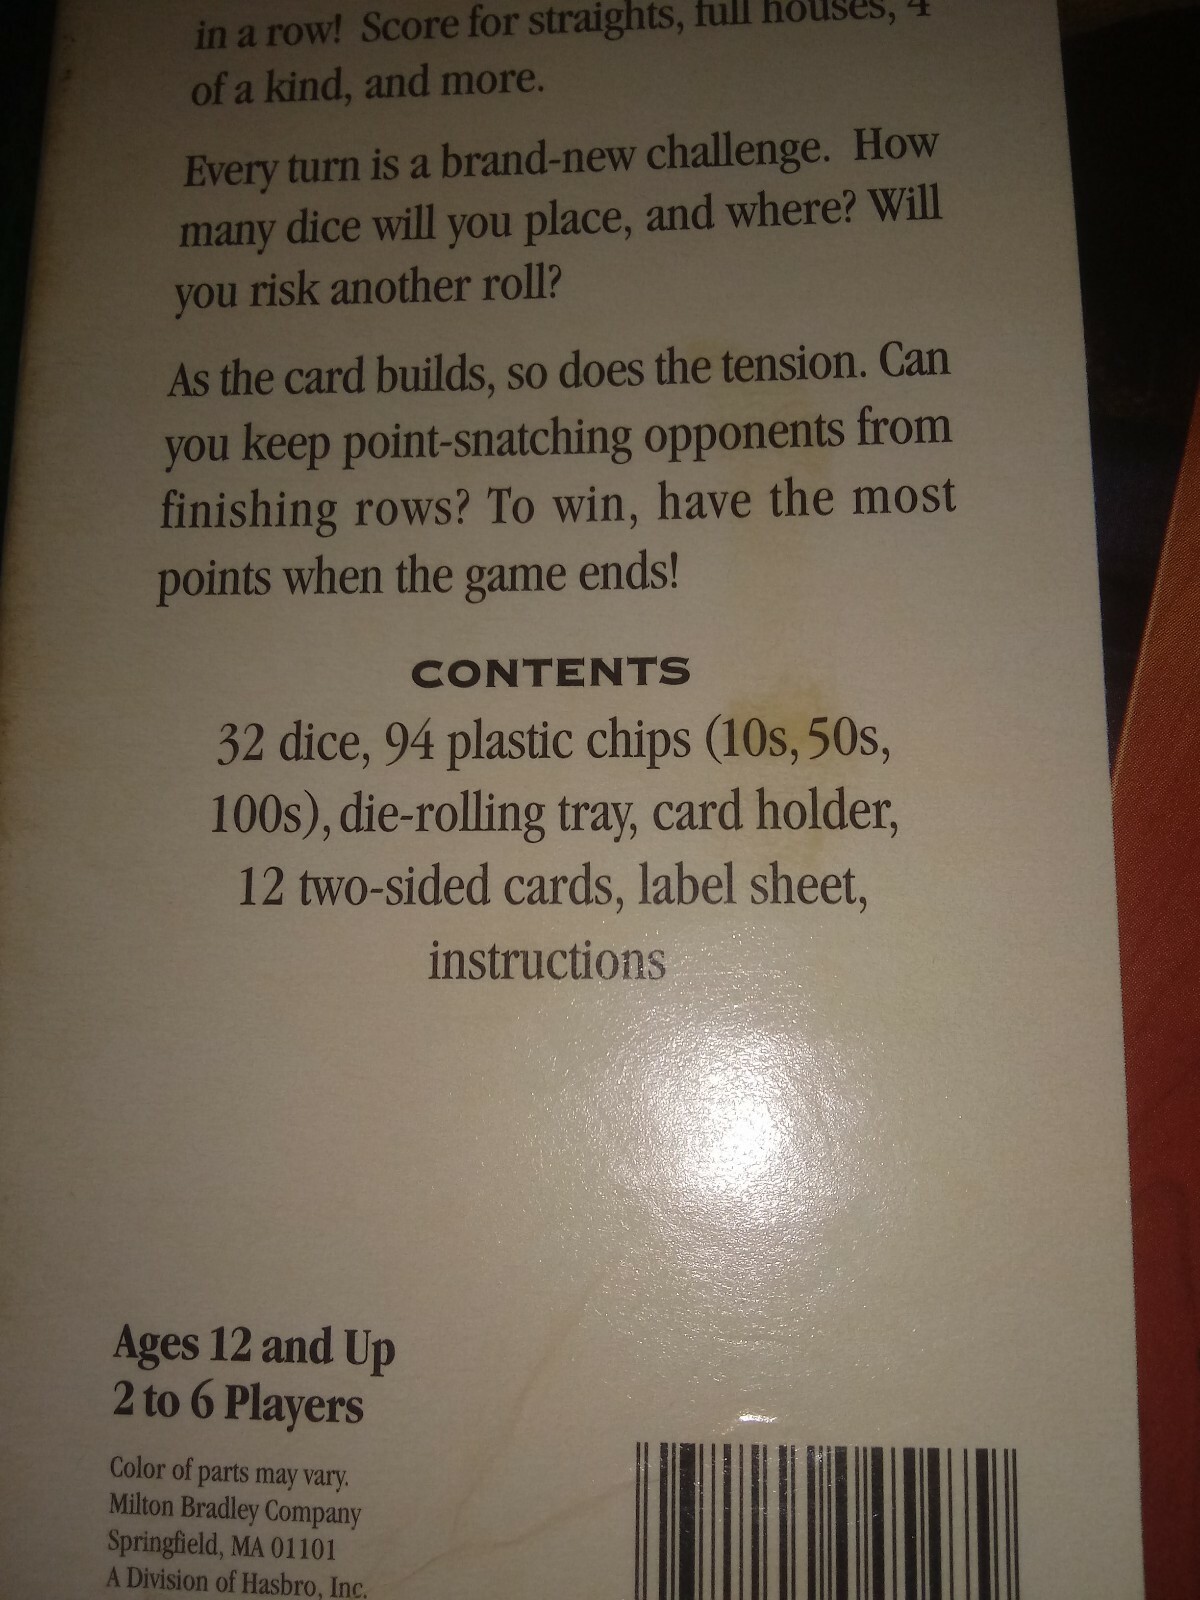 in a row! Score for straights, full houses, 4
of a kind, and more.
Every turn is a brand-new challenge. How
many dice will you place, and where? Will
you risk another roll?
As the card builds, so does the tension. Can
you keep point-snatching opponents from
finishing rows? To win, have the most
points when the game ends!
CONTENTS
32 dice, 94 plastic chips (10s, 50s,
100s), die-rolling tray, card holder,
12 two-sided cards, label sheet,
instructions
Ages 12 and Up
2 to 6 Players
Color of parts may vary.
Milton Bradley Company
Springfield, MA 01101
A Division of Hasbro, Inc.